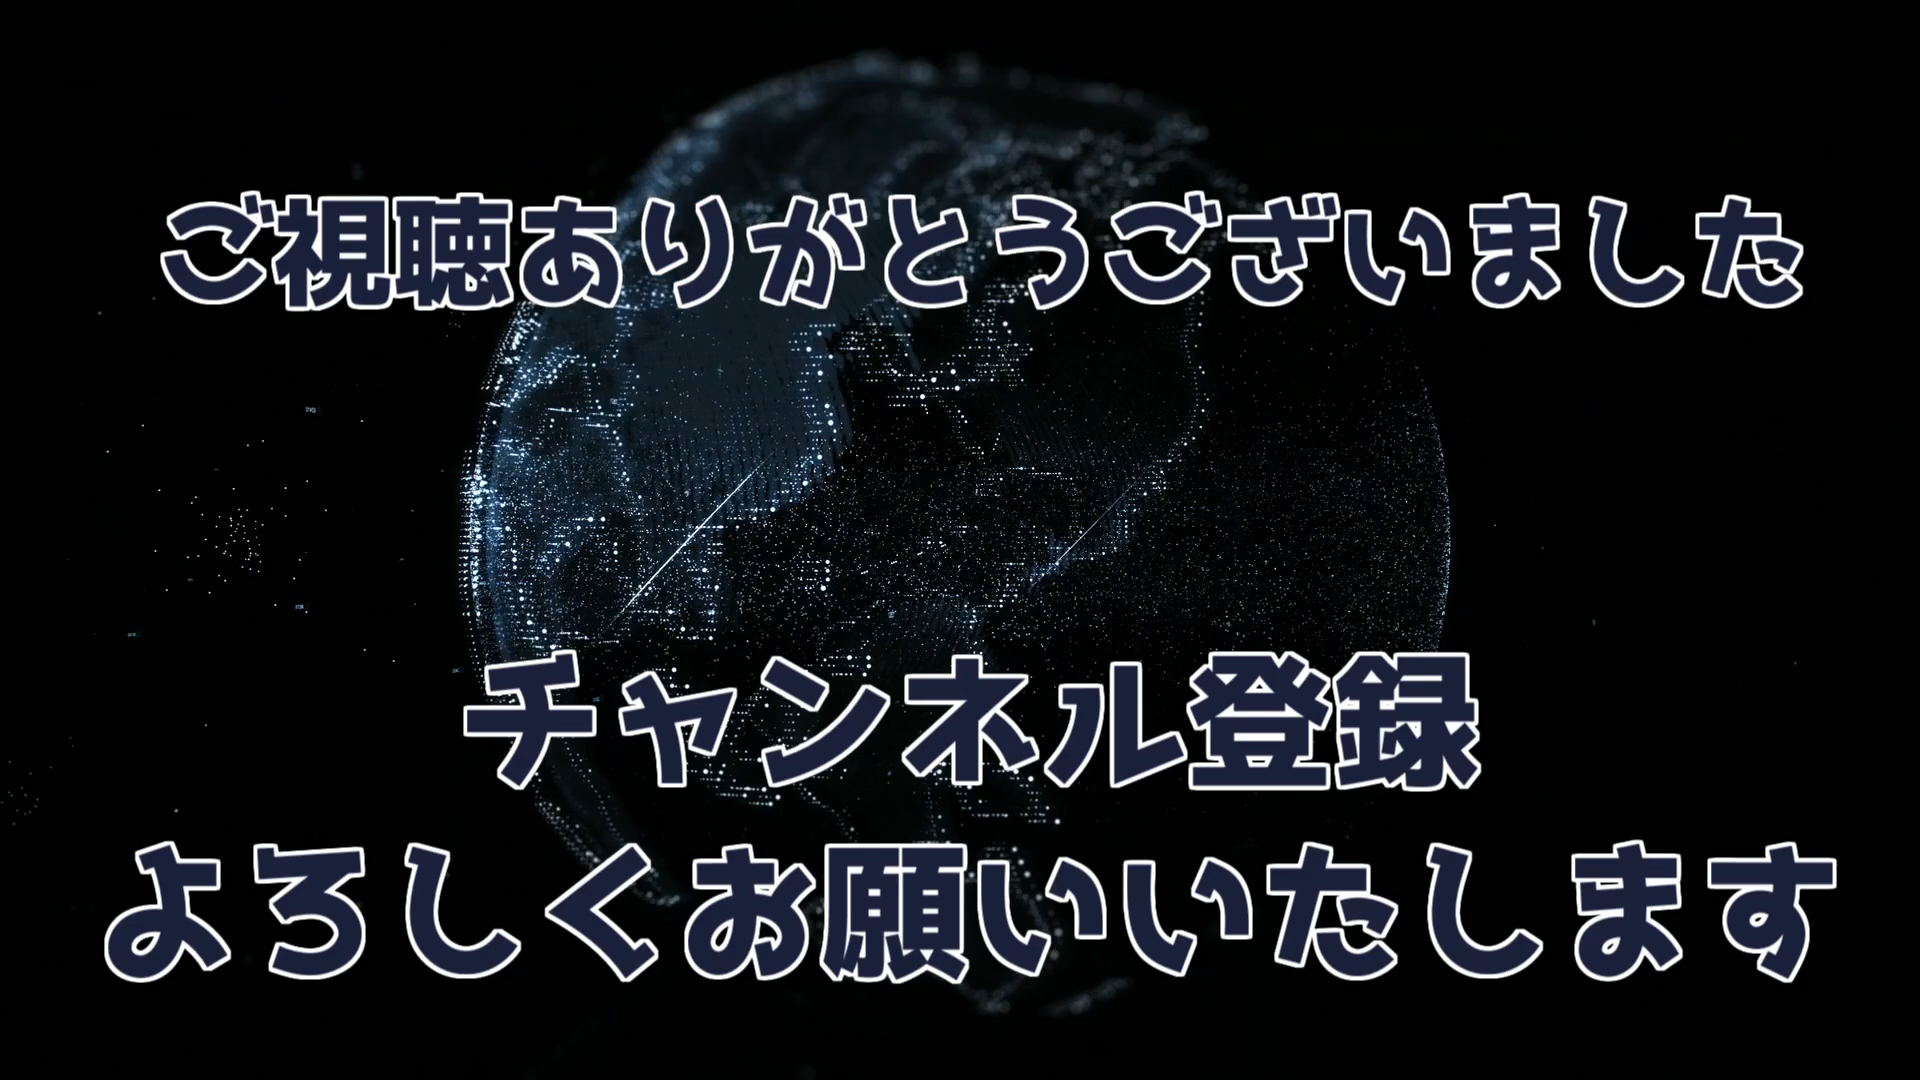 ご視聴ありがとうございました
チャンネル登録
よろしくお願いいたします